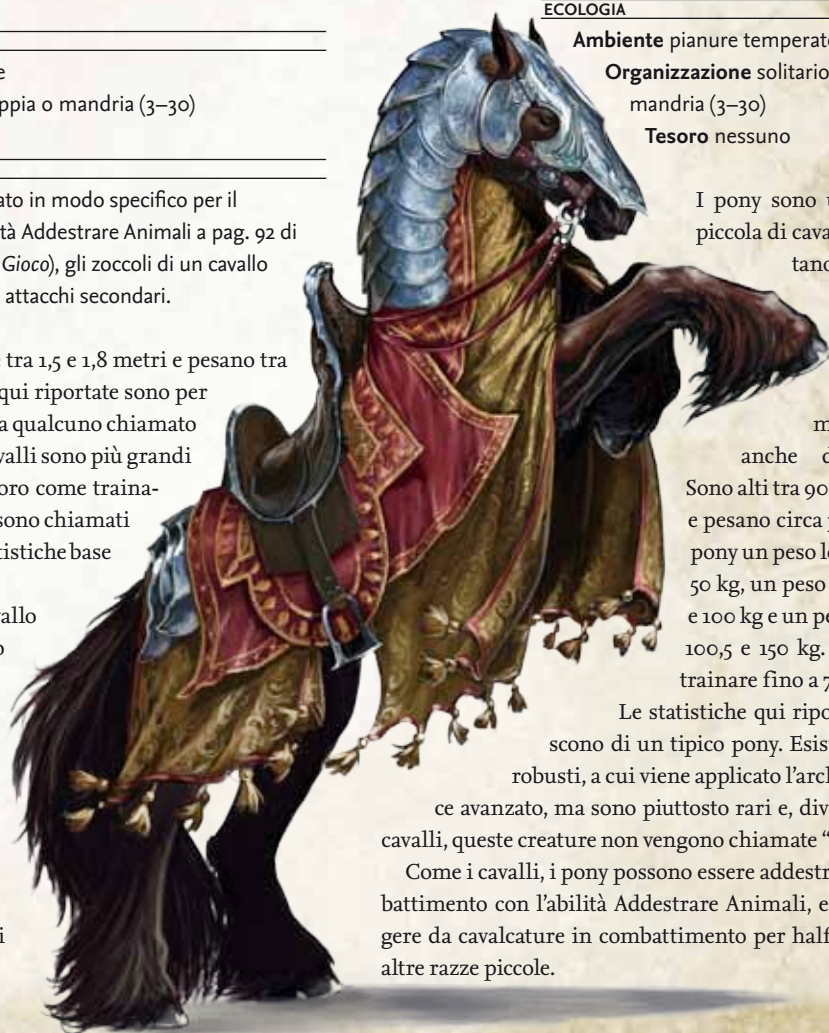 ppia o mandria (3–30)
ato in modo specifico per il
tà Addestrare Animali a pag. 92 di
Gioco), gli zoccoli di un cavallo
attacchi secondari.
tra 1,5 e 1,8 metri e pesano tra
qui riportate sono per
a qualcuno chiamato
valli sono più grandi
oro come traina-
sono chiamati
tistiche base
vallo
ECOLOGIA
Ambiente pianure temperate
Organizzazione solitario
mandria (3–30)
Tesoro nessuno
I pony sono
piccola di cava
tano
anche d
Sono alti tra 90
e pesano circa
pony un peso le
50 kg, un peso
e 100 kg e un pe
100,5 e 150 kg.
trainare fino a 7
Le statistiche qui ripo
scono di un tipico pony. Esis
robusti, a cui viene applicato l’arch
ce avanzato, ma sono piuttosto rari e, div
cavalli, queste creature non vengono chiamate “
Come i cavalli, i pony possono essere addestr
battimento con l’abilità Addestrare Animali, e
gere da cavalcature in combattimento per half
altre razze piccole.